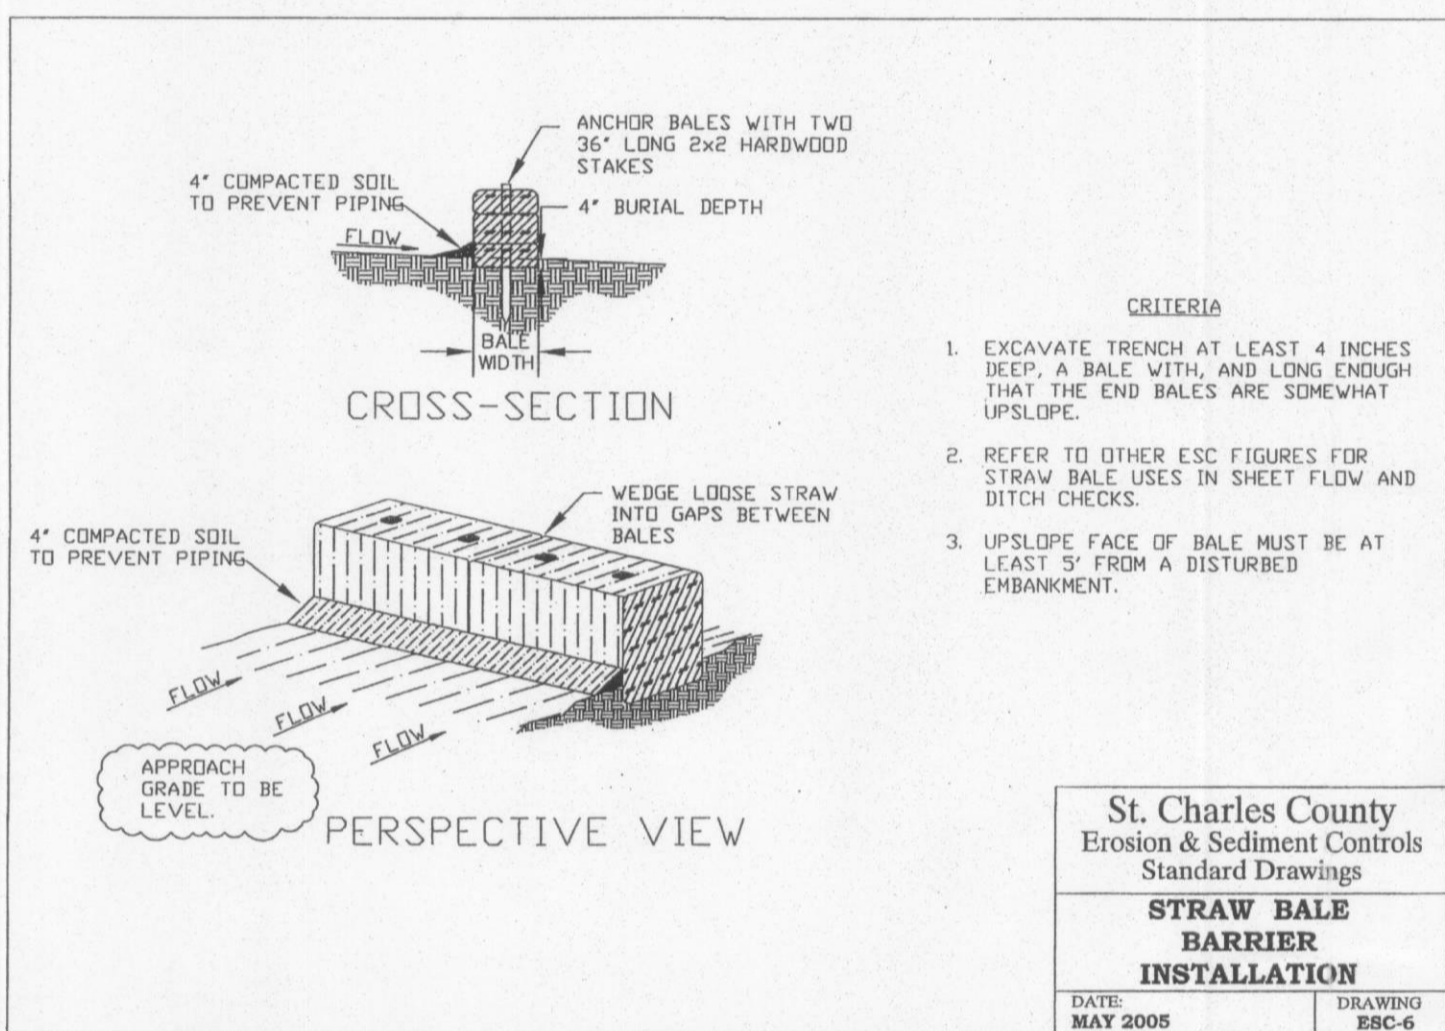 ANCHOR BALES WITH TWO
36" LONG 2x2 HARDWOOD
STAKES
4" COMPACTED SOIL
TO PREVENT PIPING
4" BURIAL DEPTH
FLOW
BALE
WIDTH
CROSS-SECTION
WEDGE LOOSE STRAW
INTO GAPS BETWEEN
BALES
4" COMPACTED SOIL
TO PREVENT PIPING
FLOW
FLOW
FLOW
APPROACH
GRADE TO BE
LEVEL.
PERSPECTIVE VIEW
CRITERIA
1. EXCAVATE TRENCH AT LEAST 4 INCHES
DEEP, A BALE WITH, AND LONG ENOUGH
THAT THE END BALES ARE SOMEWHAT
UPSLOPE.
2. REFER TO OTHER ESC FIGURES FOR
STRAW BALE USES IN SHEET FLOW AND
DITCH CHECKS.
3. UPSLOPE FACE OF BALE MUST BE AT
LEAST 5' FROM A DISTURBED
EMBANKMENT.
St. Charles County
Erosion & Sediment Controls
Standard Drawings
STRAW BALE
BARRIER
INSTALLATION
DATE:
MAY 2005
DRAWING
ESC-6